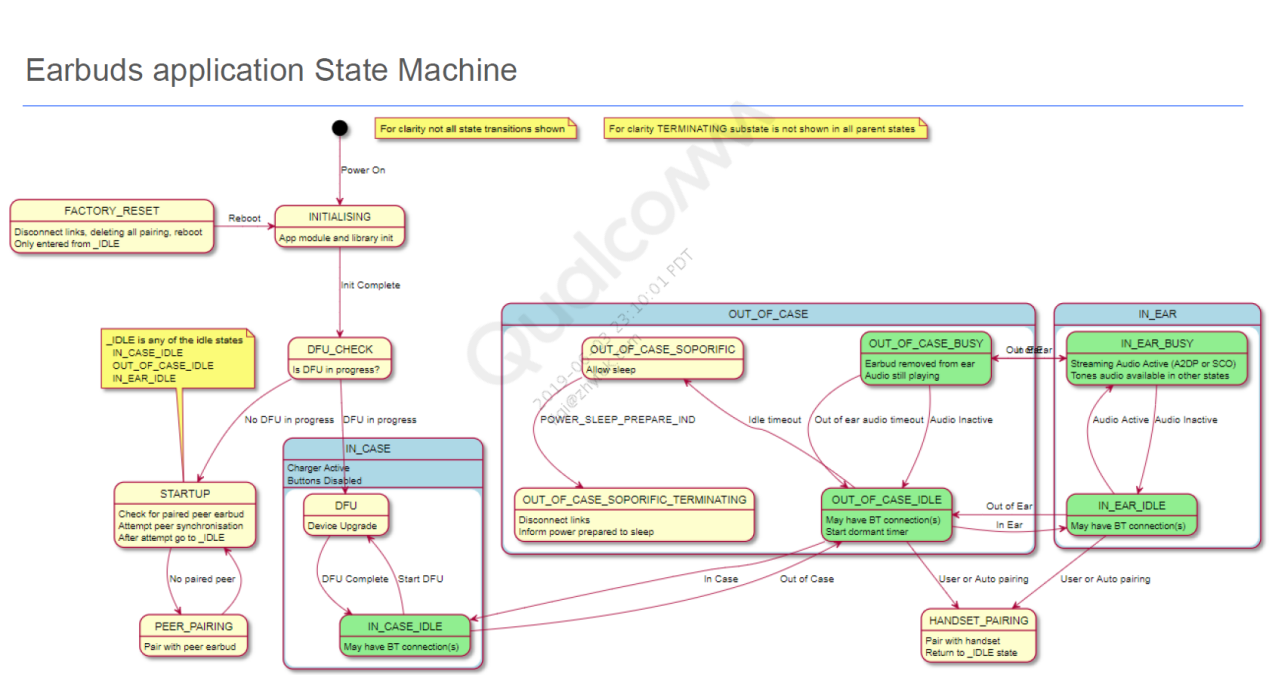 Earbuds application State Machine
For clarity not all state transitions shown
For clarity TERMINATING substate is not shown in all parent states
Power On
FACTORY_RESET
Disconnect links, deleting all pairing, reboot
Only entered from _IDLE
Reboot
INITIALISING
App module and library init
Init Complete
_IDLE is any of the idle states
IN_CASE_IDLE
OUT_OF_CASE_IDLE
IN_EAR_IDLE
DFU_CHECK
Is DFU in progress?
No DFU in progress
DFU in progress
STARTUP
Check for paired peer earbud
Attempt peer synchronisation
After attempt go to _IDLE
No paired peer
PEER_PAIRING
Pair with peer earbud
IN_CASE
Charger Active
Buttons Disabled
DFU
Device Upgrade
DFU Complete
Start DFU
IN_CASE_IDLE
May have BT connection(s)
OUT_OF_CASE
OUT_OF_CASE_SOPORIFIC
Allow sleep
OUT_OF_CASE_BUSY
Earbud removed from ear
Audio still playing
POWER_SLEEP_PREPARE_IND
Idle timeout
Out of ear audio timeout
Audio Inactive
OUT_OF_CASE_SOPORIFIC_TERMINATING
Disconnect links
Inform power prepared to sleep
OUT_OF_CASE_IDLE
May have BT connection(s)
Start dormant timer
IN_EAR
IN_EAR_BUSY
Streaming Audio Active (A2DP or SCO)
Tones audio available in other states
Audio Active
Audio Inactive
IN_EAR_IDLE
May have BT connection(s)
Out of Ear
In Ear
In Case
Out of Case
User or Auto pairing
User or Auto pairing
HANDSET_PAIRING
Pair with handset
Return to _IDLE state
Qualcomm